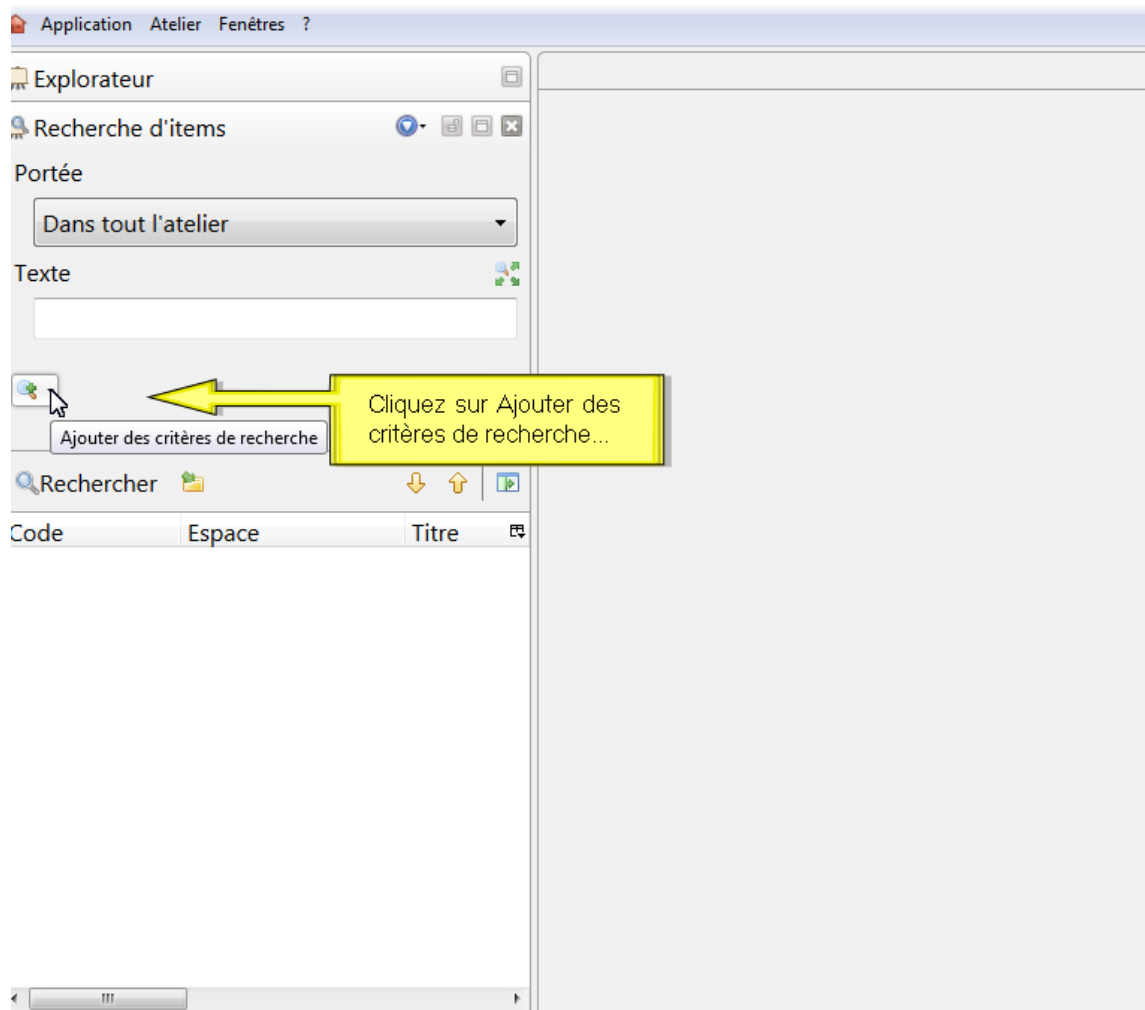 Application Atelier Fenêtres ?
Explorateur
Recherche d'items
Portée
Dans tout l'atelier
Texte
Cliquez sur Ajouter des
critères de recherche...
Ajouter des critères de recherche
Rechercher
Code Espace Titre